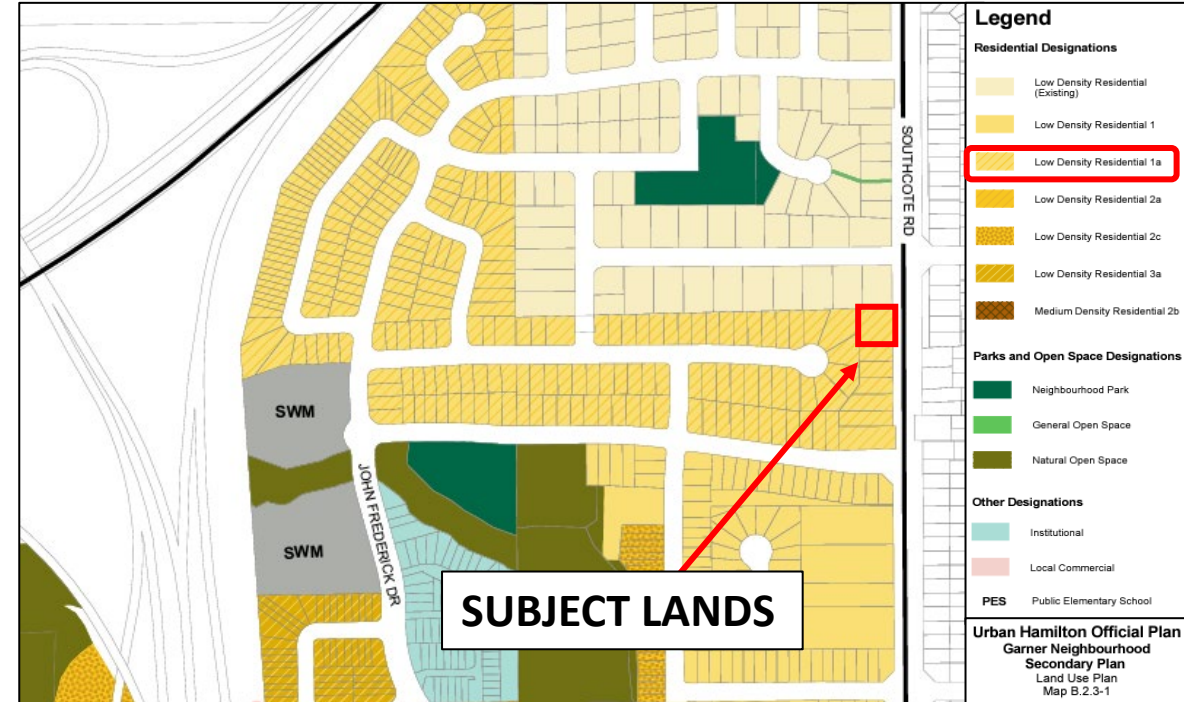 SOUTHCOTE RD
SWM
JOHN FREDERICK DR
SWM
SUBJECT LANDS
Legend
Residential Designations
Low Density Residential
(Existing)
Low Density Residential 1
Low Density Residential 1a
Low Density Residential 2a
Low Density Residential 2c
Low Density Residential 3a
Medium Density Residential 2b
Parks and Open Space Designations
Neighbourhood Park
General Open Space
Natural Open Space
Other Designations
Institutional
Local Commercial
PES Public Elementary School
Urban Hamilton Official Plan
Garner Neighbourhood
Secondary Plan
Land Use Plan
Map B.2.3-1